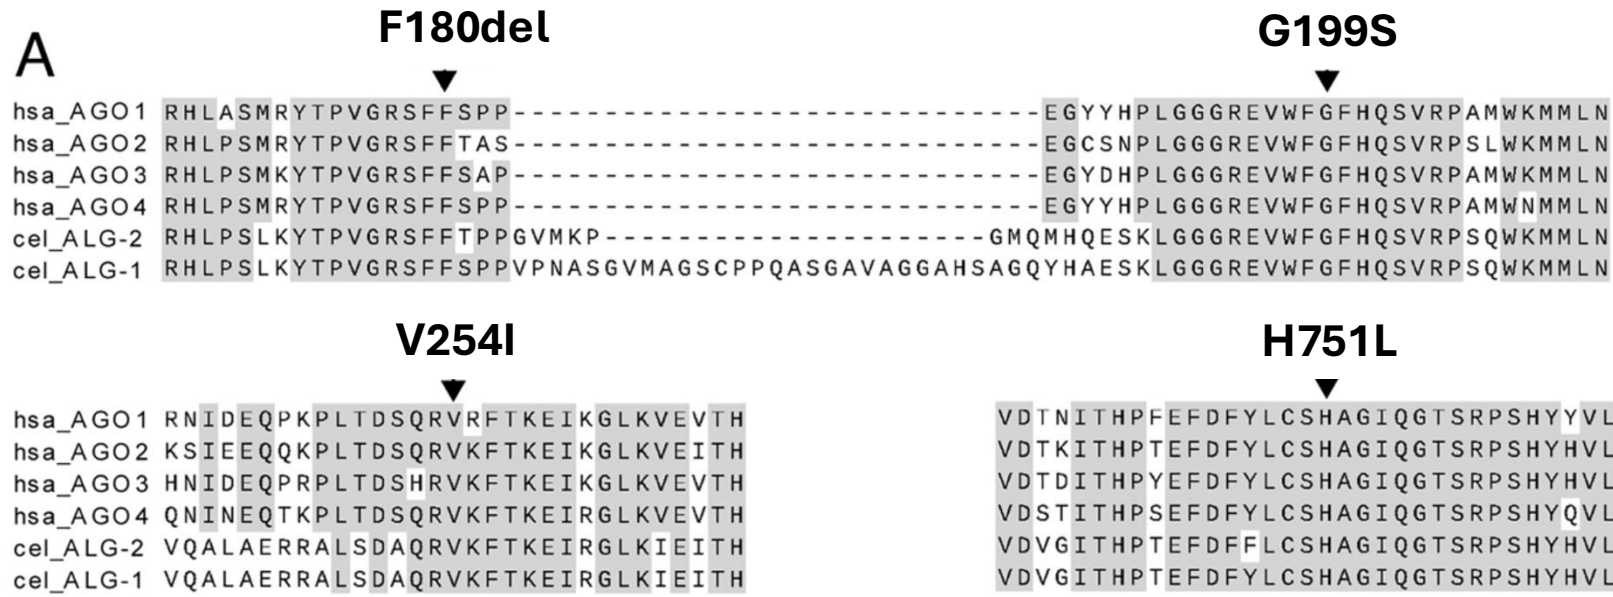 A
F180del G199S
hsa_AGO1 RHLASMRYTPVGRSFFSPP-----------------------------EGYYHPLGGGREVWFGFHQSVRPAMWKMMLN
hsa_AGO2 RHLPSMRYTPVGRSFFTAS-----------------------------EGCSNPLGGGREVWFGFHQSVRPSLWKMMLN
hsa_AGO3 RHLPSMKYTPVGRSFFSAP-----------------------------EGYDHPLGGGREVWFGFHQSVRPAMWKMMLN
hsa_AGO4 RHLPSMRYTPVGRSFFSPP-----------------------------EGYYHPLGGGREVWFGFHQSVRPAMWNMMLN
cel_ALG-2 RHLPSLKYTPVGRSFFTPPGVMKP---------------------GMQMHQESKLGGGREVWFGFHQSVRPSQWKMMLN
cel_ALG-1 RHLPSLKYTPVGRSFFSPPVPNASGVMAGSCPPQASGAVAGGAHSAGQYHAESKLGGGREVWFGFHQSVRPSQWKMMLN
V254I H751L
hsa_AGO1 RNIDEQPKPLTDSQRVRFTKEIKGLKVEVTH VDTNITHPFEFDFYLCSHAGIQGTSRPSHYYVL
hsa_AGO2 KSIEEQQKPLTDSQRVKFTKEIKGLKVEITH VDTKITHPTEFDFYLCSHAGIQGTSRPSHYHVL
hsa_AGO3 HNIDEQPRPLTDSHRVKFTKEIKGLKVEVTH VDTDITHPYEFDFYLCSHAGIQGTSRPSHYHVL
hsa_AGO4 QNINEQTKPLTDSQRVKFTKEIRGLKVEVTH VDSTITHPSEFDFYLCSHAGIQGTSRPSHYQVL
cel_ALG-2 VQALAERRALSDAQRVKFTKEIRGLKIEITH VDVGITHPTEFDFFLCSHAGIQGTSRPSHYHVL
cel_ALG-1 VQALAERRALSDAQRVKFTKEIRGLKIEITH VDVGITHPTEFDFYLCSHAGIQGTSRPSHYHVL